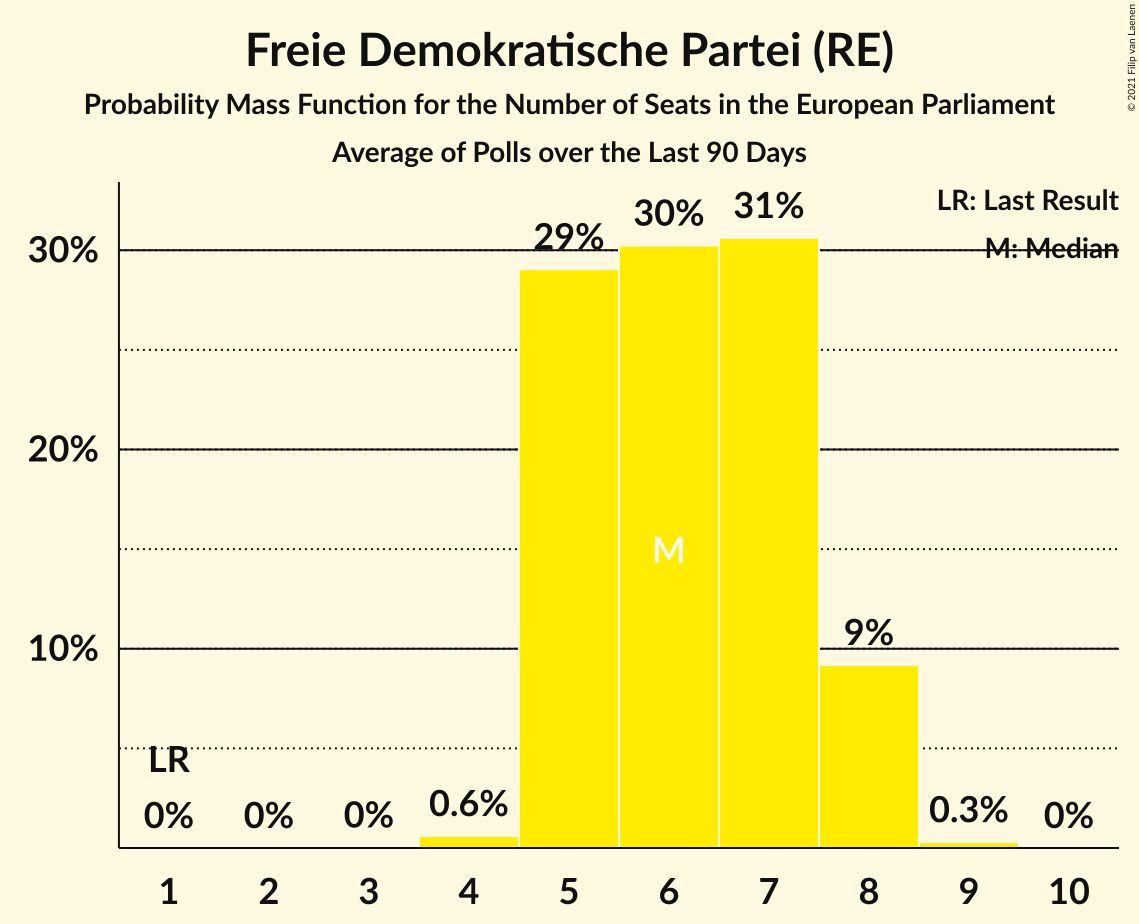 Freie Demokratische Partei (RE)
Probability Mass Function for the Number of Seats in the European Parliament
Average of Polls over the Last 90 Days
© 2021 Filip van Laenen
LR: Last Result
M: Median
30%
20%
10%
LR
0%
0%
0%
0.6%
29%
30%
31%
9%
0.3%
0%
M
1 2 3 4 5 6 7 8 9 10